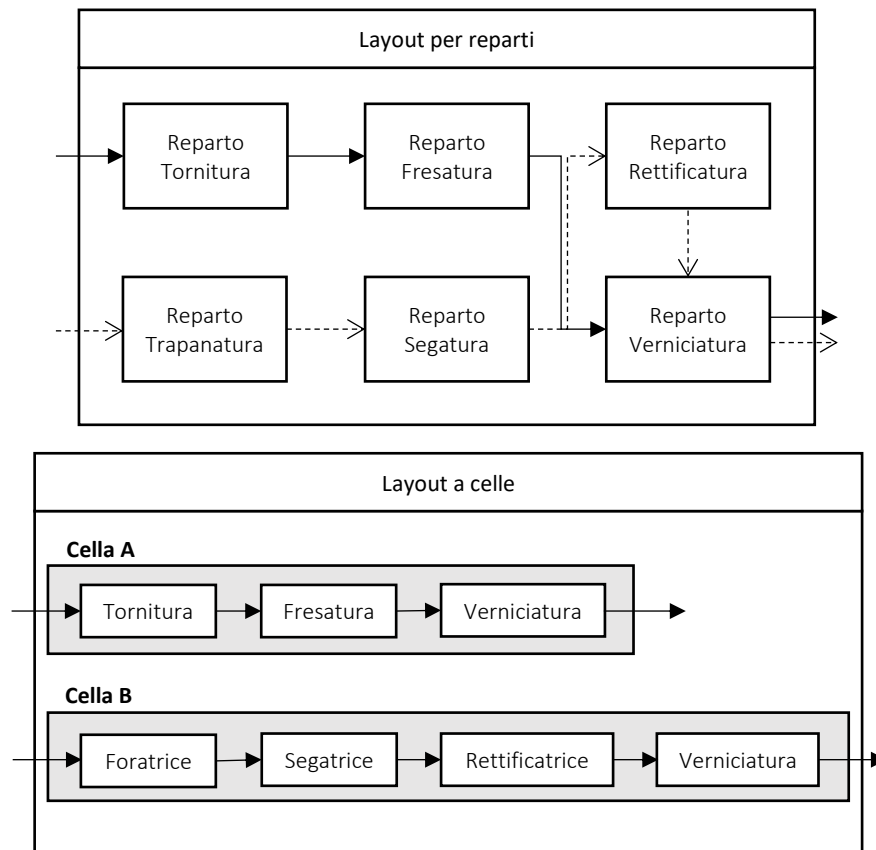 Layout per reparti
Reparto
Tornitura
Reparto
Fresatura
Reparto
Rettificatura
Reparto
Trapanatura
Reparto
Segatura
Reparto
Verniciatura
Layout a celle
Cella A
Tornitura
Fresatura
Verniciatura
Cella B
Foratrice
Segatrice
Rettificatrice
Verniciatura